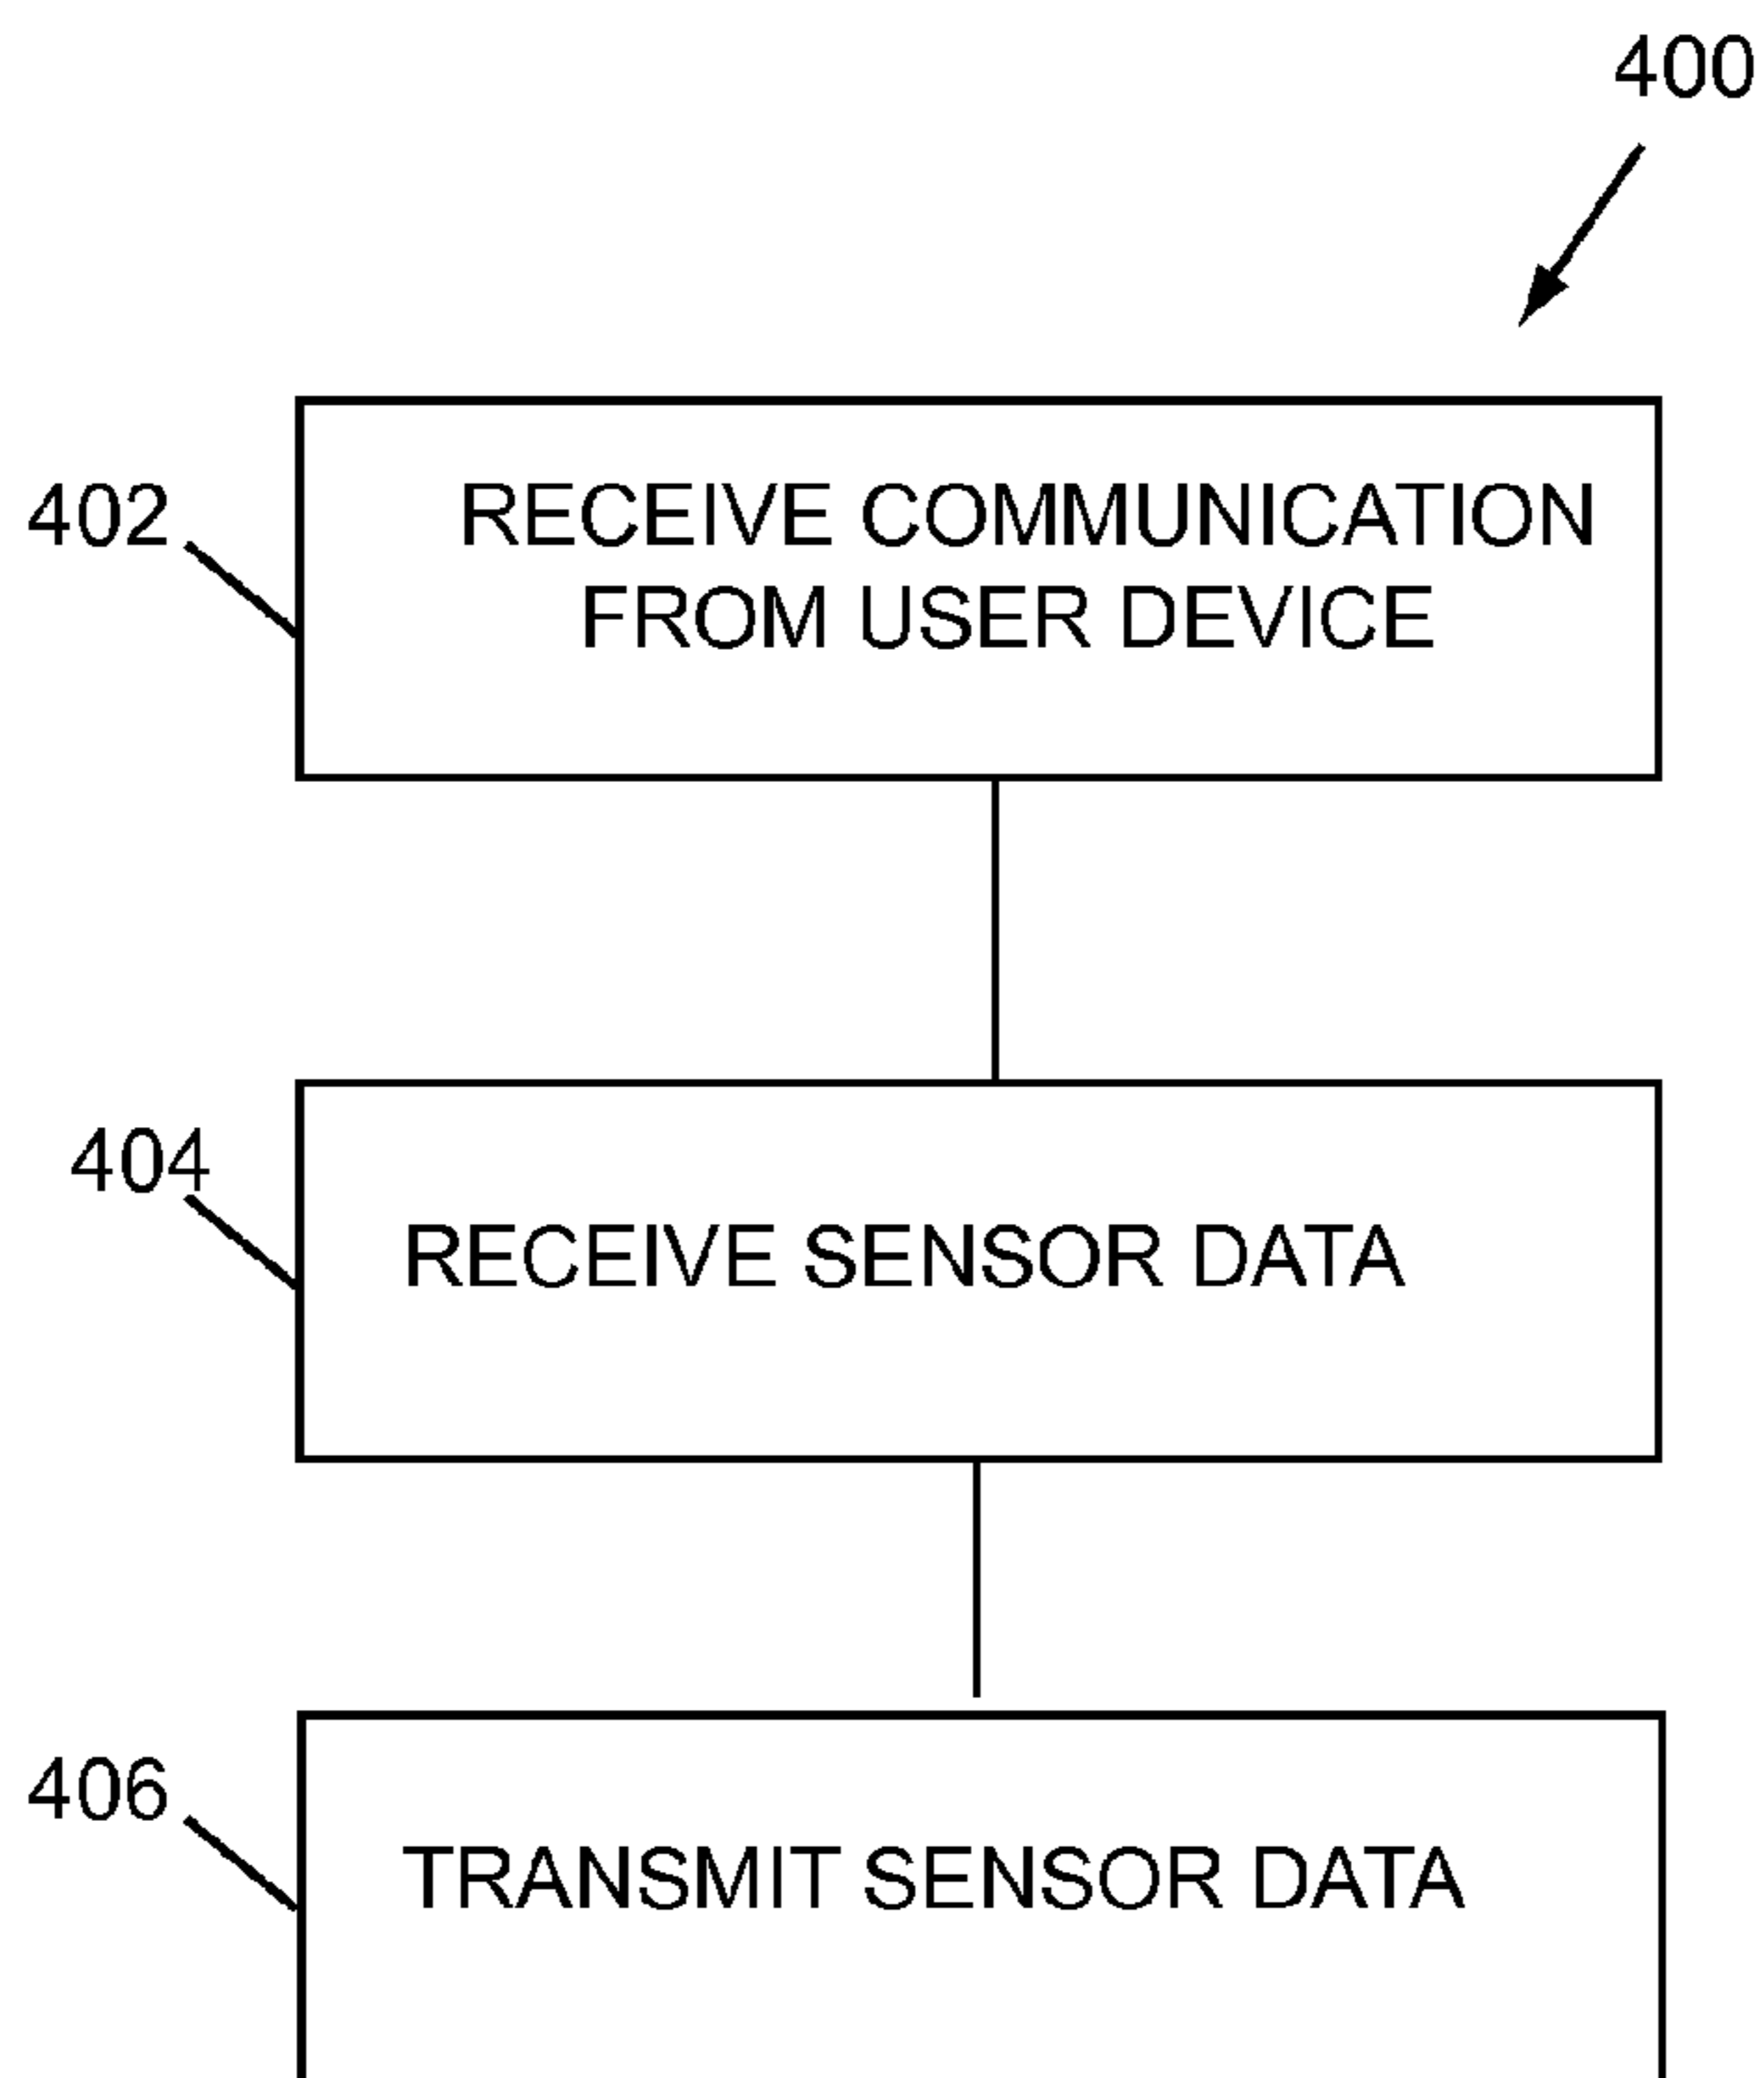 400
402
RECEIVE COMMUNICATION
FROM USER DEVICE
404
RECEIVE SENSOR DATA
406
TRANSMIT SENSOR DATA